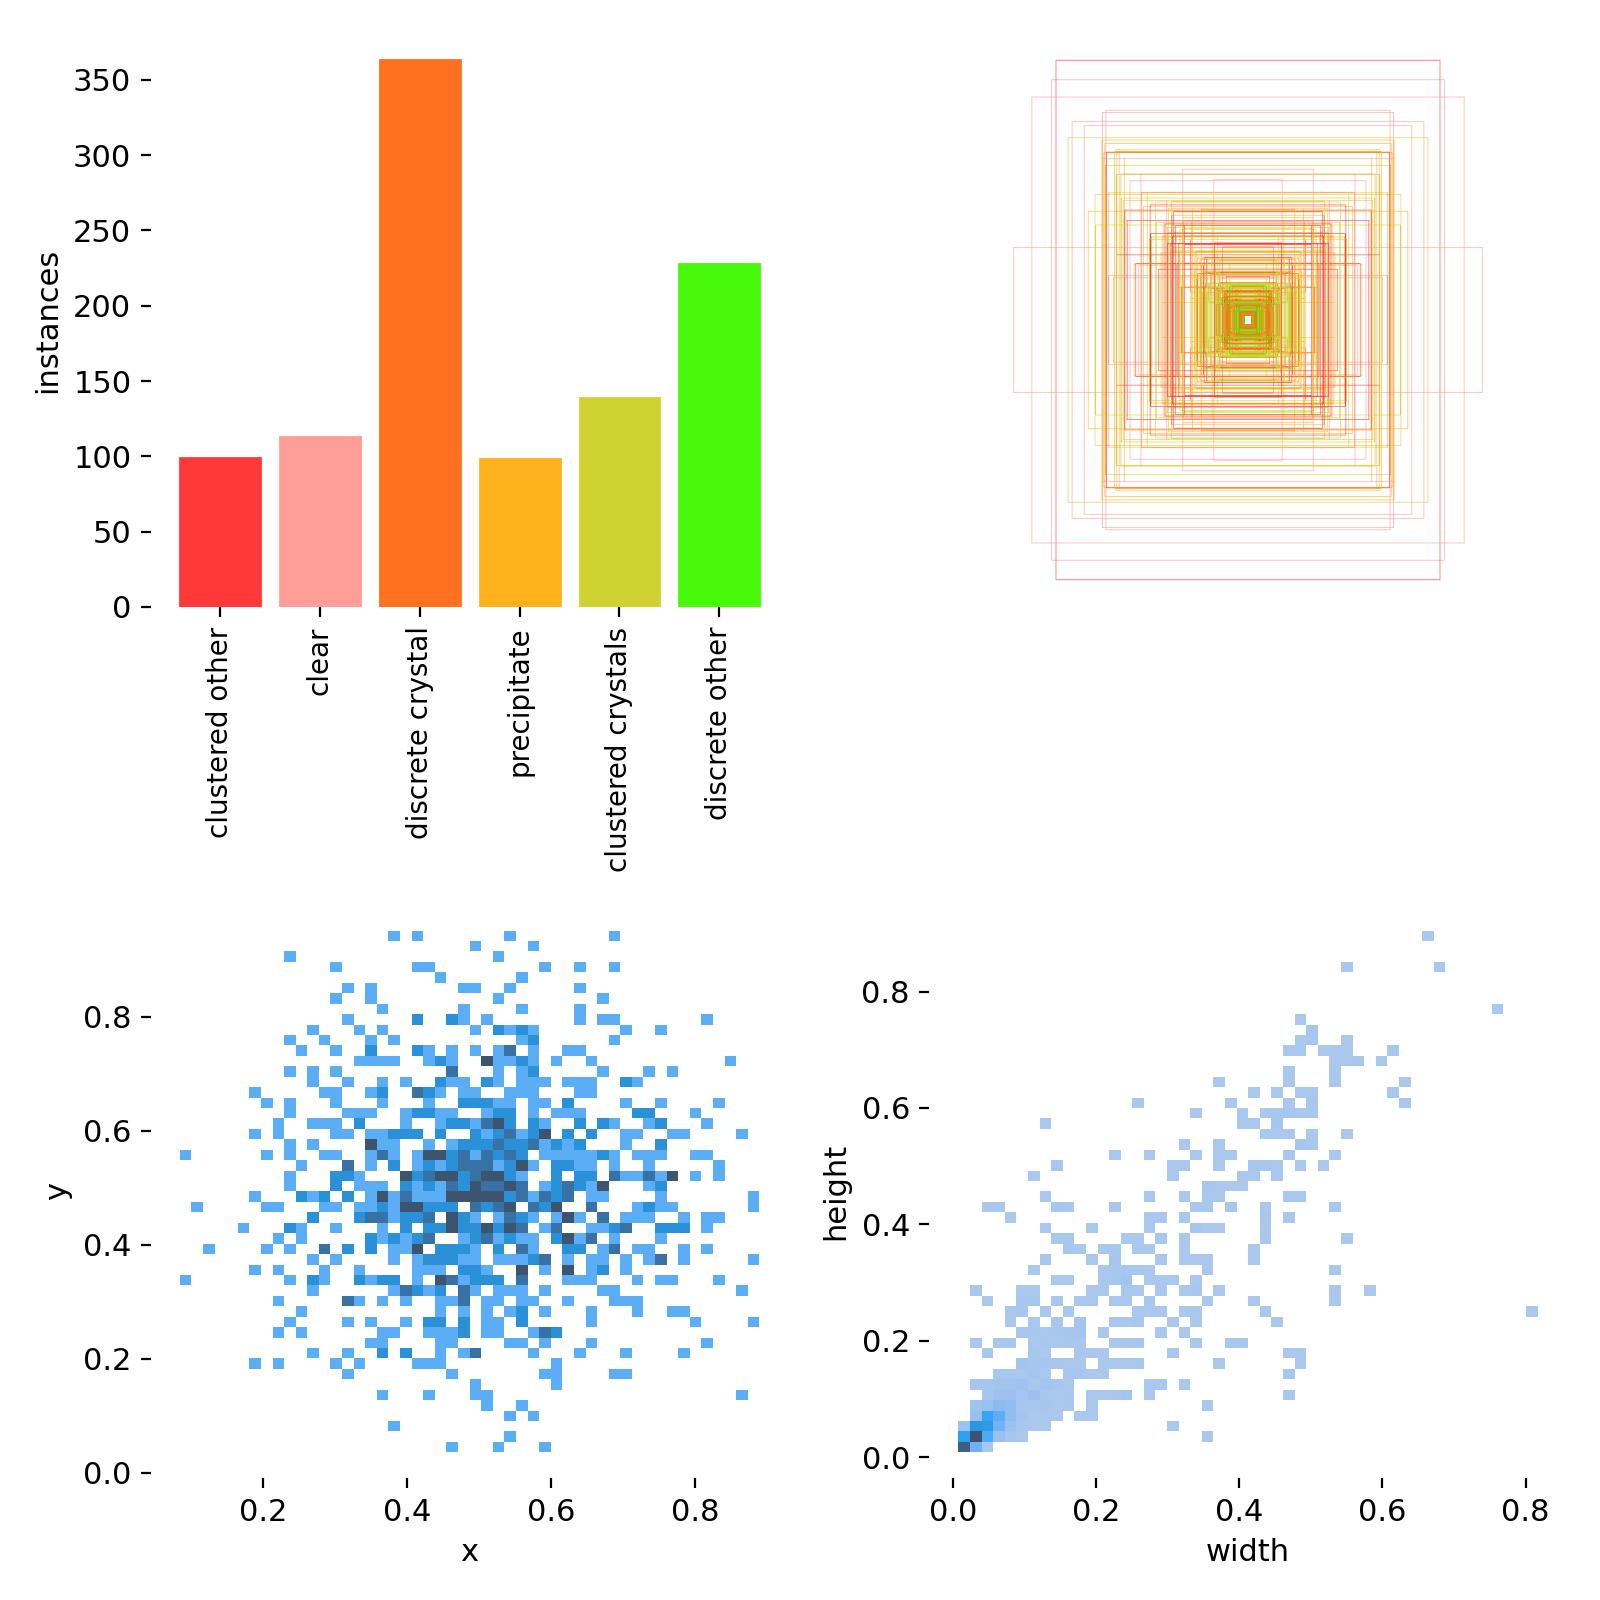 350
300
250
200
150
100
50
0
instances
clustered other
clear
discrete crystal
precipitate
clustered crystals
discrete other
0.8
0.6
0.4
0.2
0.0
y
0.2 0.4 0.6 0.8
x
0.8
0.6
0.4
0.2
0.0
height
0.0 0.2 0.4 0.6 0.8
width